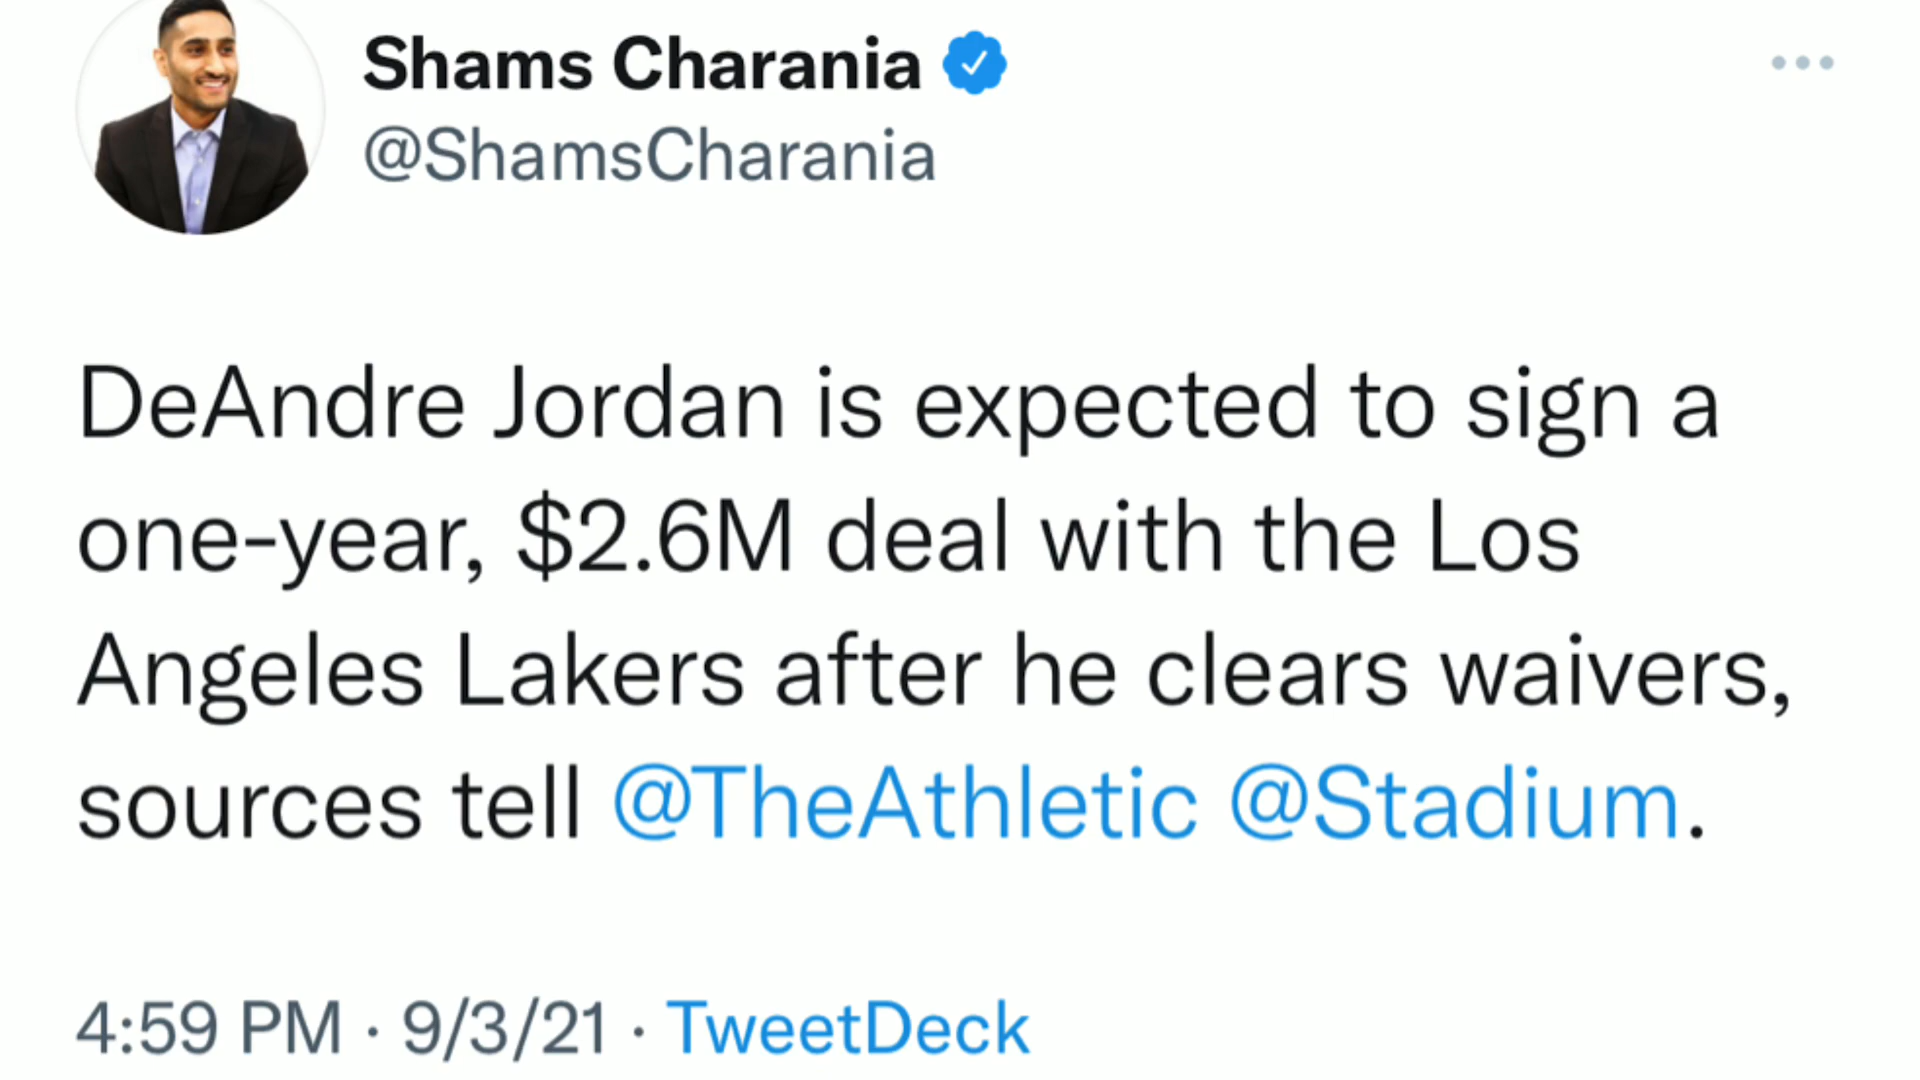 Shams Charania
@ShamsCharania
DeAndre Jordan is expected to sign a
one-year, $2.6M deal with the Los
Angeles Lakers after he clears waivers,
sources tell @TheAthletic @Stadium.
4:59 PM · 9/3/21 · TweetDeck